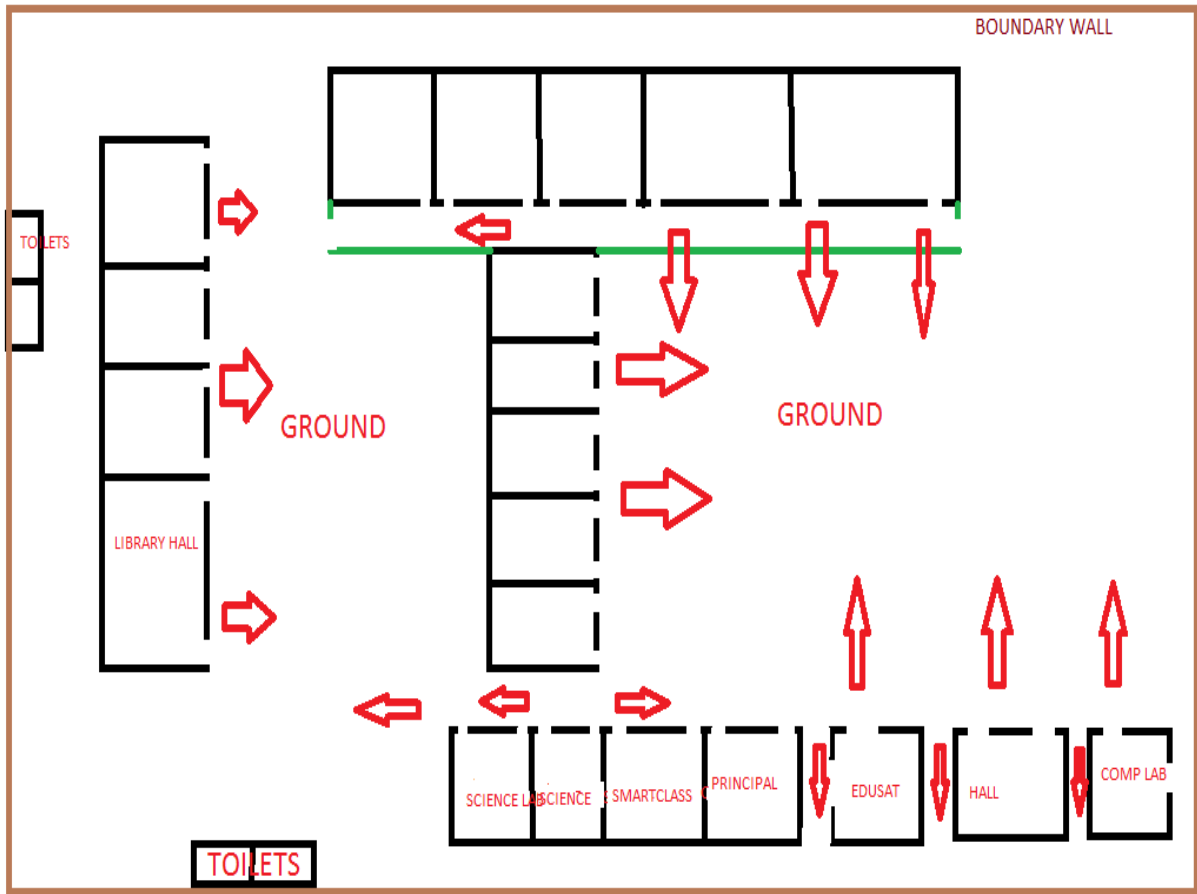 BOUNDARY WALL
TOILETS
GROUND
GROUND
LIBRARY HALL
SCIENCE LAB
SCIENCE
SMARTCLASS
PRINCIPAL
EDUSAT
HALL
COMP LAB
TOILETS